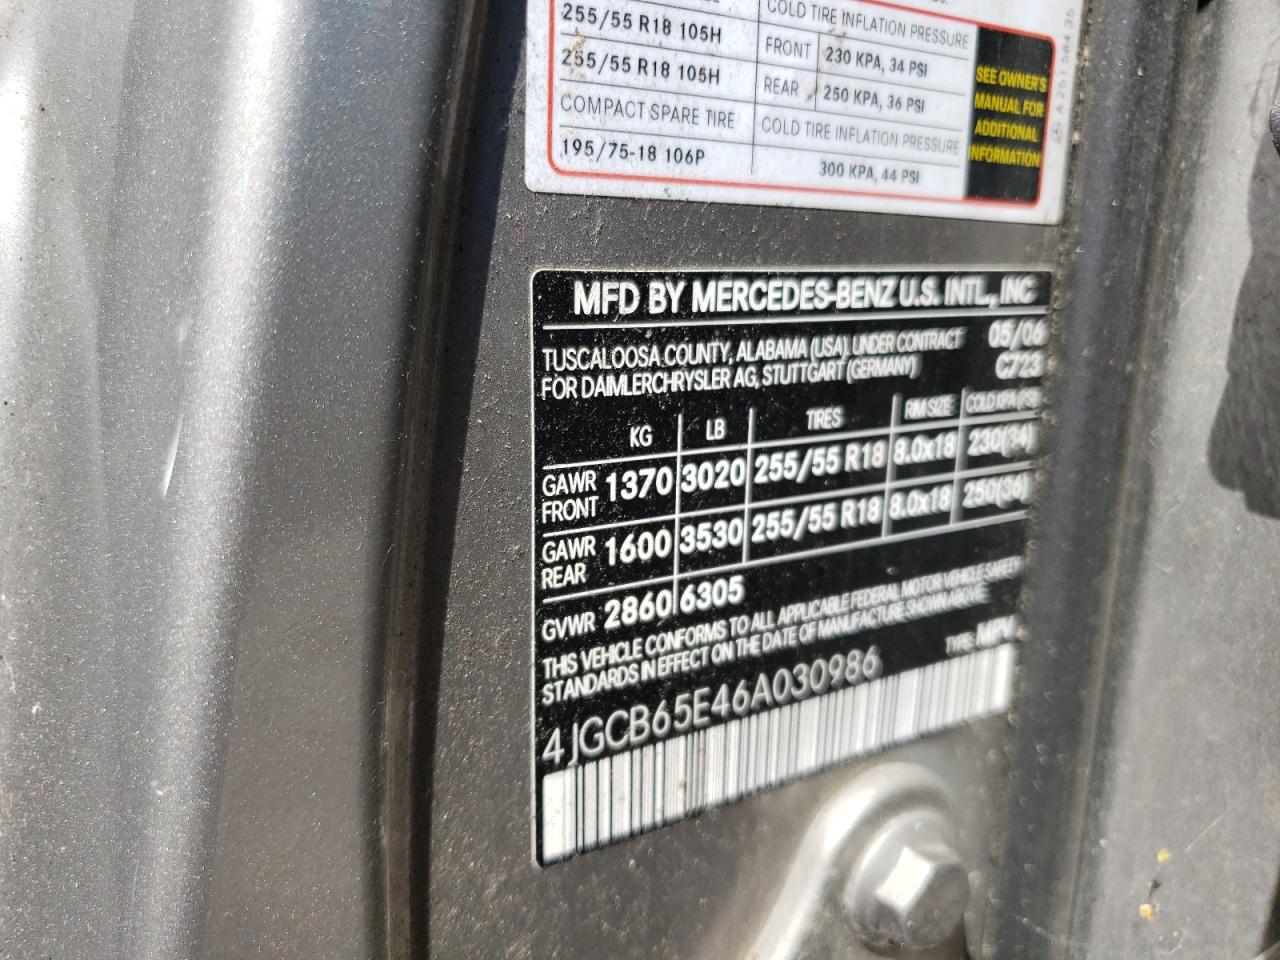 COLD TIRE INFLATION PRESSURE
255/55 R18 105H FRONT 230 KPA, 34 PSI
255/55 R18 105H REAR 250 KPA, 36 PSI
COMPACT SPARE TIRE COLD TIRE INFLATION PRESSURE
195/75-18 106P 300 KPA, 44 PSI
SEE OWNER'S
MANUAL FOR
ADDITIONAL
INFORMATION
MFD BY MERCEDES-BENZ U.S. INTL., INC
TUSCALOOSA COUNTY, ALABAMA (USA) UNDER CONTRACT 05/06
FOR DAIMLERCHRYSLER AG, STUTTGART (GERMANY) C723
KG LB TIRES RIM SIZE COLD KPA (PSI)
GAWR FRONT 1370 3020 255/55 R18 8.0x18 230(34)
GAWR REAR 1600 3530 255/55 R18 8.0x18 250(36)
GVWR 2860 6305
THIS VEHICLE CONFORMS TO ALL APPLICABLE FEDERAL MOTOR VEHICLE SAFETY
STANDARDS IN EFFECT ON THE DATE OF MANUFACTURE SHOWN ABOVE.
4JGCB65E46A030986 TYPE: MPV